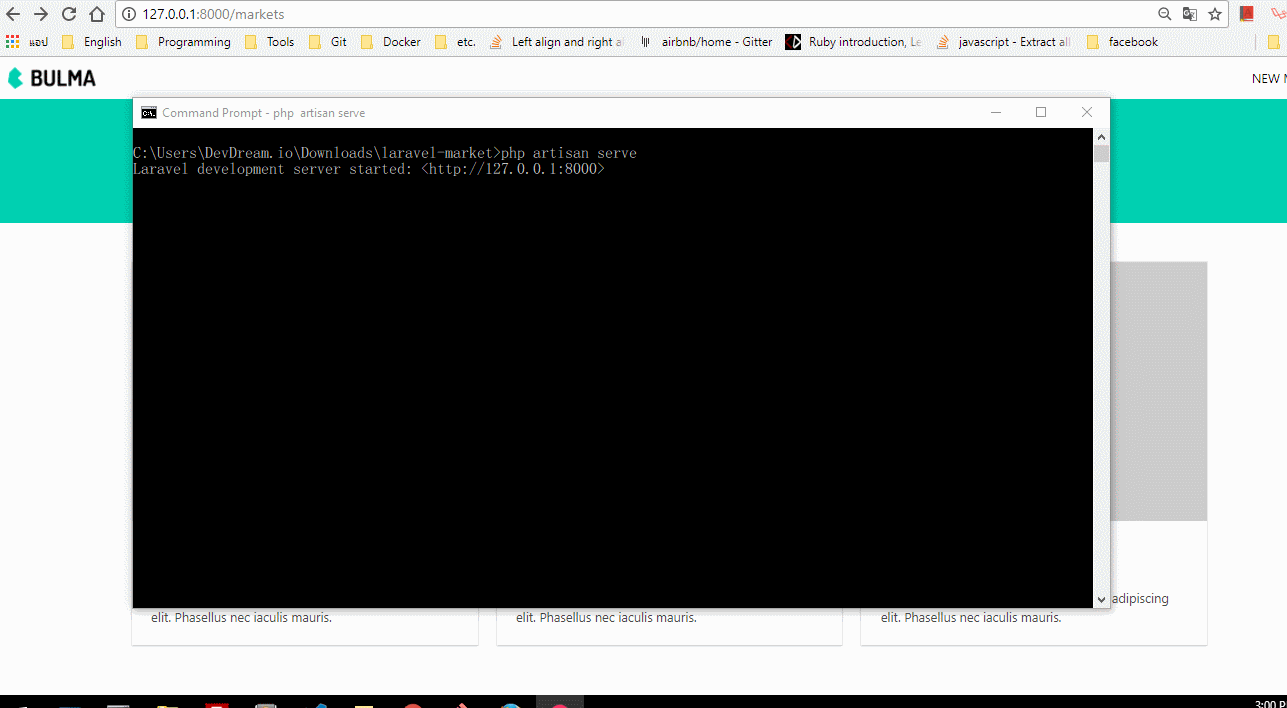 127.0.0.1:8000/markets
แอป English Programming Tools Git Docker etc. Left align and right a airbnb/home - Gitter Ruby introduction, Le javascript - Extract all facebook
BULMA
NEW
Command Prompt - php artisan serve
C:\Users\DevDream.io\Downloads\laravel-market>php artisan serve
Laravel development server started: <http://127.0.0.1:8000>
adipiscing
elit. Phasellus nec iaculis mauris. elit. Phasellus nec iaculis mauris. elit. Phasellus nec iaculis mauris.
3:00